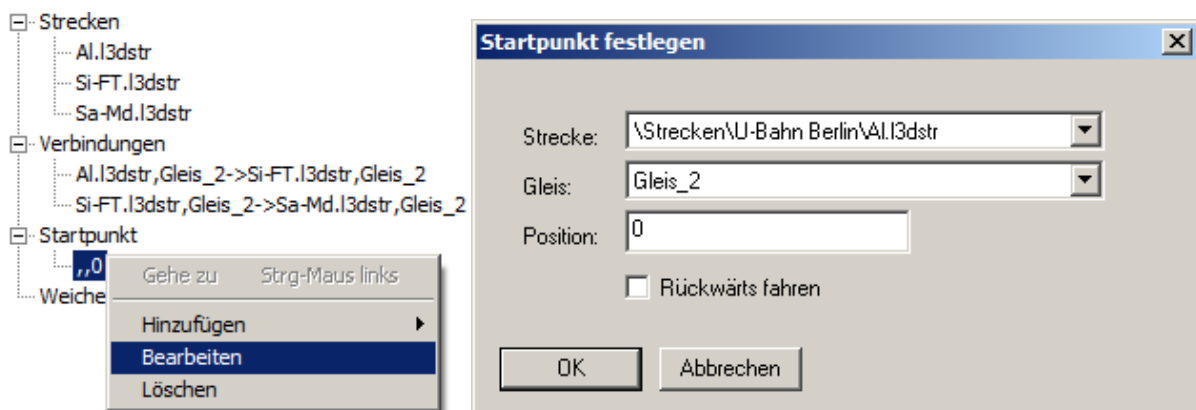 Strecken
Al.l3dstr
Si-FT.l3dstr
Sa-Md.l3dstr
Verbindungen
Al.l3dstr,Gleis_2->Si-FT.l3dstr,Gleis_2
Si-FT.l3dstr,Gleis_2->Sa-Md.l3dstr,Gleis_2
Startpunkt
,,0
Weiche
Gehe zu Strg-Maus links
Hinzufügen
Bearbeiten
Löschen
Startpunkt festlegen
Strecke: \Strecken\U-Bahn Berlin\Al.l3dstr
Gleis: Gleis_2
Position: 0
Rückwärts fahren
OK Abbrechen